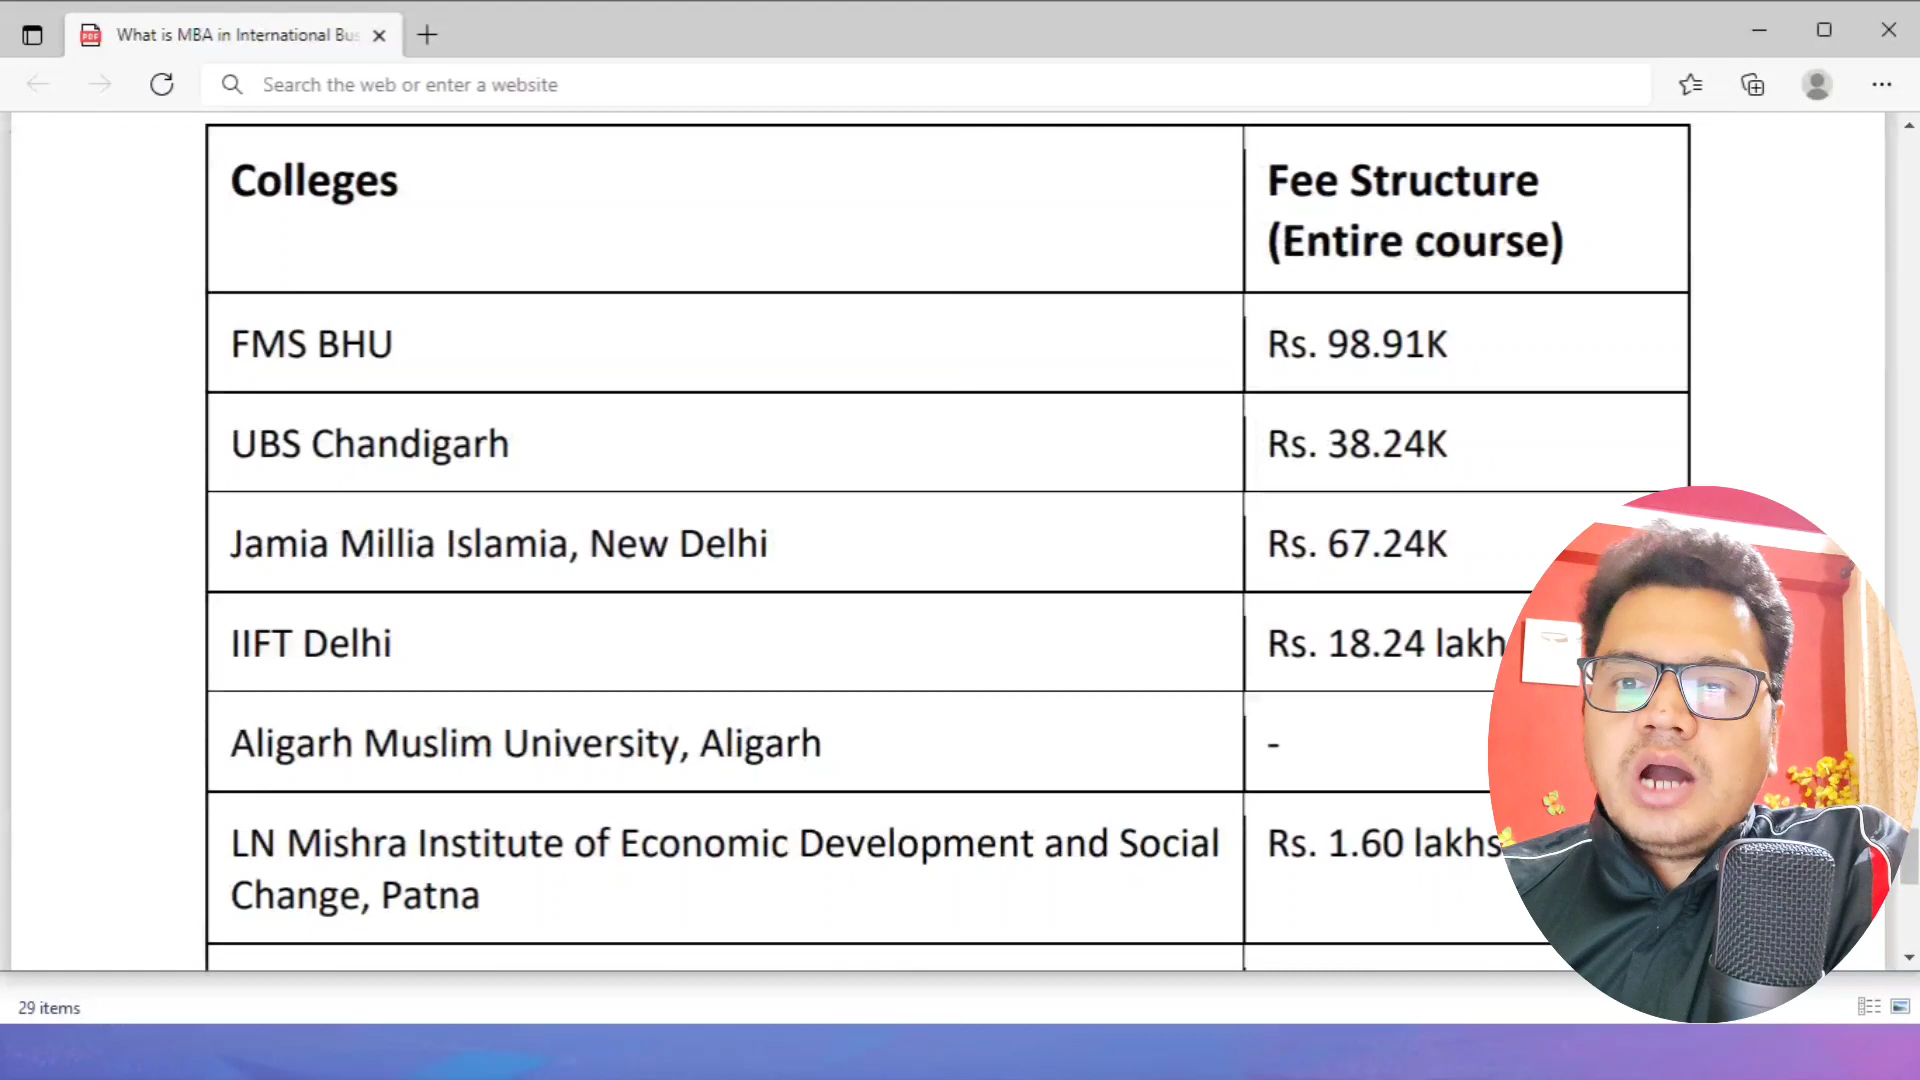 What is MBA in International Bus
Search the web or enter a website
Colleges
Fee Structure
(Entire course)
FMS BHU
Rs. 98.91K
UBS Chandigarh
Rs. 38.24K
Jamia Millia Islamia, New Delhi
Rs. 67.24K
IIFT Delhi
Rs. 18.24 lakh
Aligarh Muslim University, Aligarh
-
LN Mishra Institute of Economic Development and Social
Change, Patna
Rs. 1.60 lakhs
29 items